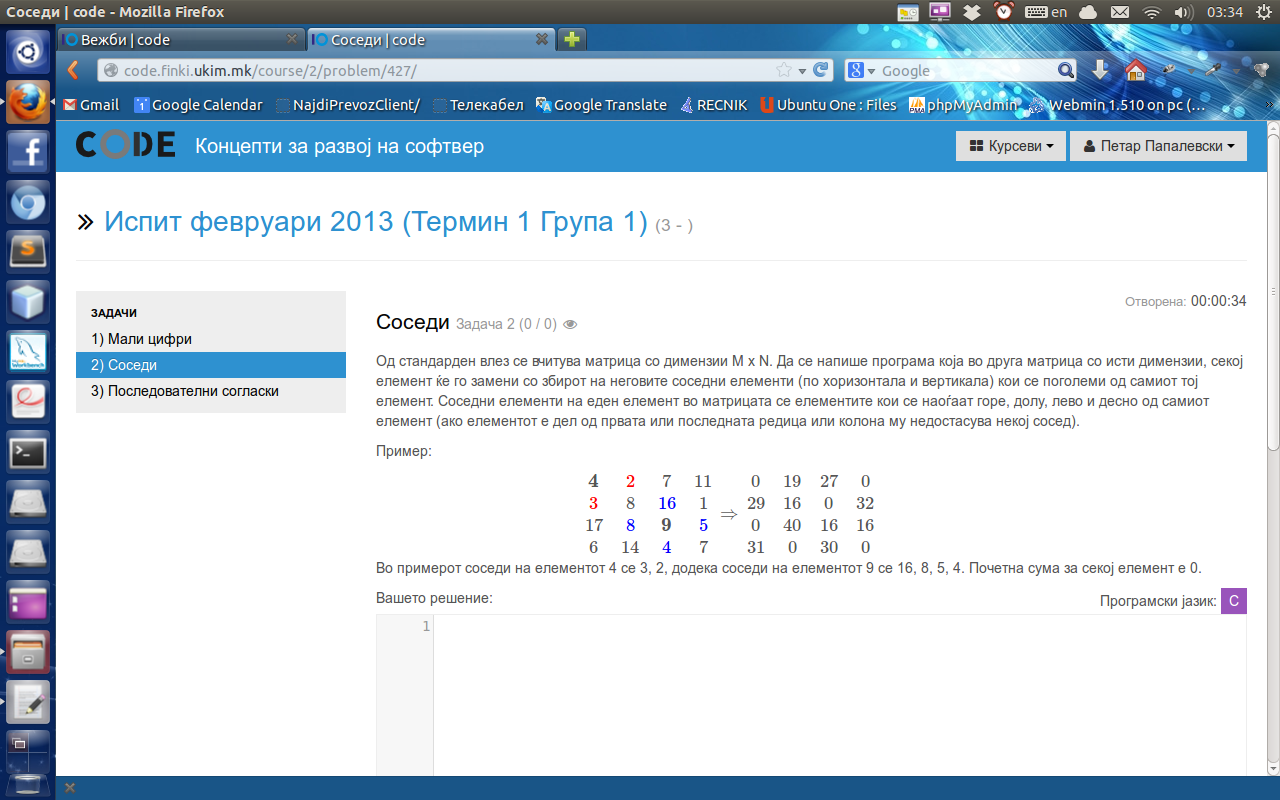 Соседи | code - Mozilla Firefox
en
03:34
Вежби | code
Соседи | code
code.finki.ukim.mk/course/2/problem/427/
Google
Gmail
Google Calendar
NajdiPrevozClient/
Телекабел
Google Translate
RECNIK
Ubuntu One : Files
phpMyAdmin
Webmin 1.510 on pc (…
CODE
Концепти за развој на софтвер
Курсеви
Петар Папалевски
Испит февруари 2013 (Термин 1 Група 1) (3 - )
ЗАДАЧИ
1) Мали цифри
2) Соседи
3) Последователни согласки
Отворена: 00:00:34
Соседи Задача 2 (0 / 0)
Од стандарден влез се вчитува матрица со димензии M x N. Да се напише програма која во друга матрица со исти димензии, секој
елемент ќе го замени со збирот на неговите соседни елементи (по хоризонтала и вертикала) кои се поголеми од самиот тој
елемент. Соседни елементи на еден елемент во матрицата се елементите кои се наоѓаат горе, долу, лево и десно од самиот
елемент (ако елементот е дел од првата или последната редица или колона му недостасува некој сосед).
Пример:
4 2 7 11 0 19 27 0
3 8 16 1 29 16 0 32
⇒
17 8 9 5 0 40 16 16
6 14 4 7 31 0 30 0
Во примерот соседи на елементот 4 се 3, 2, додека соседи на елементот 9 се 16, 8, 5, 4. Почетна сума за секој елемент е 0.
Вашето решение:
Програмски јазик: C
1